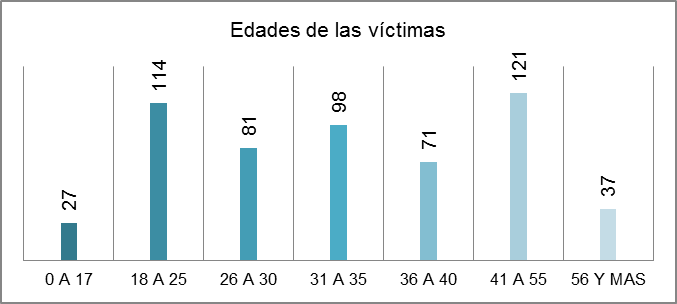 Edades de las víctimas
27
114
81
98
71
121
37
0 A 17
18 A 25
26 A 30
31 A 35
36 A 40
41 A 55
56 Y MAS